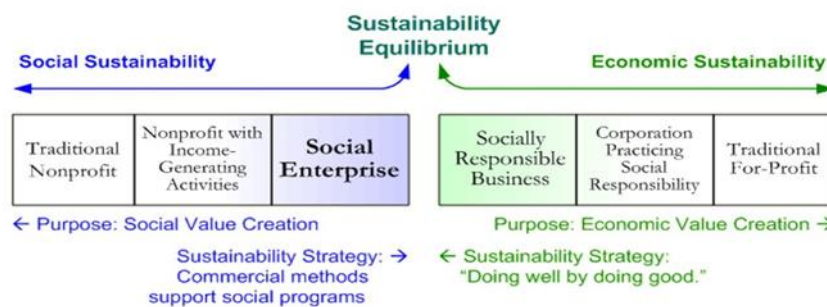 Sustainability
Equilibrium
Social Sustainability
Economic Sustainability
Traditional
Nonprofit
Nonprofit with
Income-
Generating
Activities
Social
Enterprise
Socially
Responsible
Business
Corporation
Practicing
Social
Responsibility
Traditional
For-Profit
← Purpose: Social Value Creation
Purpose: Economic Value Creation →
Sustainability Strategy: →
Commercial methods
support social programs
← Sustainability Strategy:
“Doing well by doing good.”